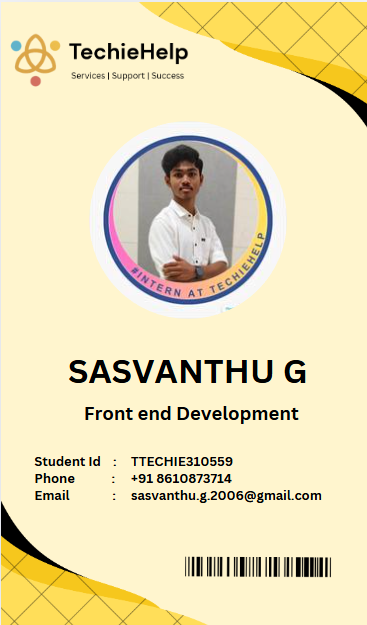 TechieHelp
Services | Support | Success
#INTERN AT TECHIEHELP
SASVANTHU G
Front end Development
Student Id : TTECHIE310559
Phone : +91 8610873714
Email : sasvanthu.g.2006@gmail.com